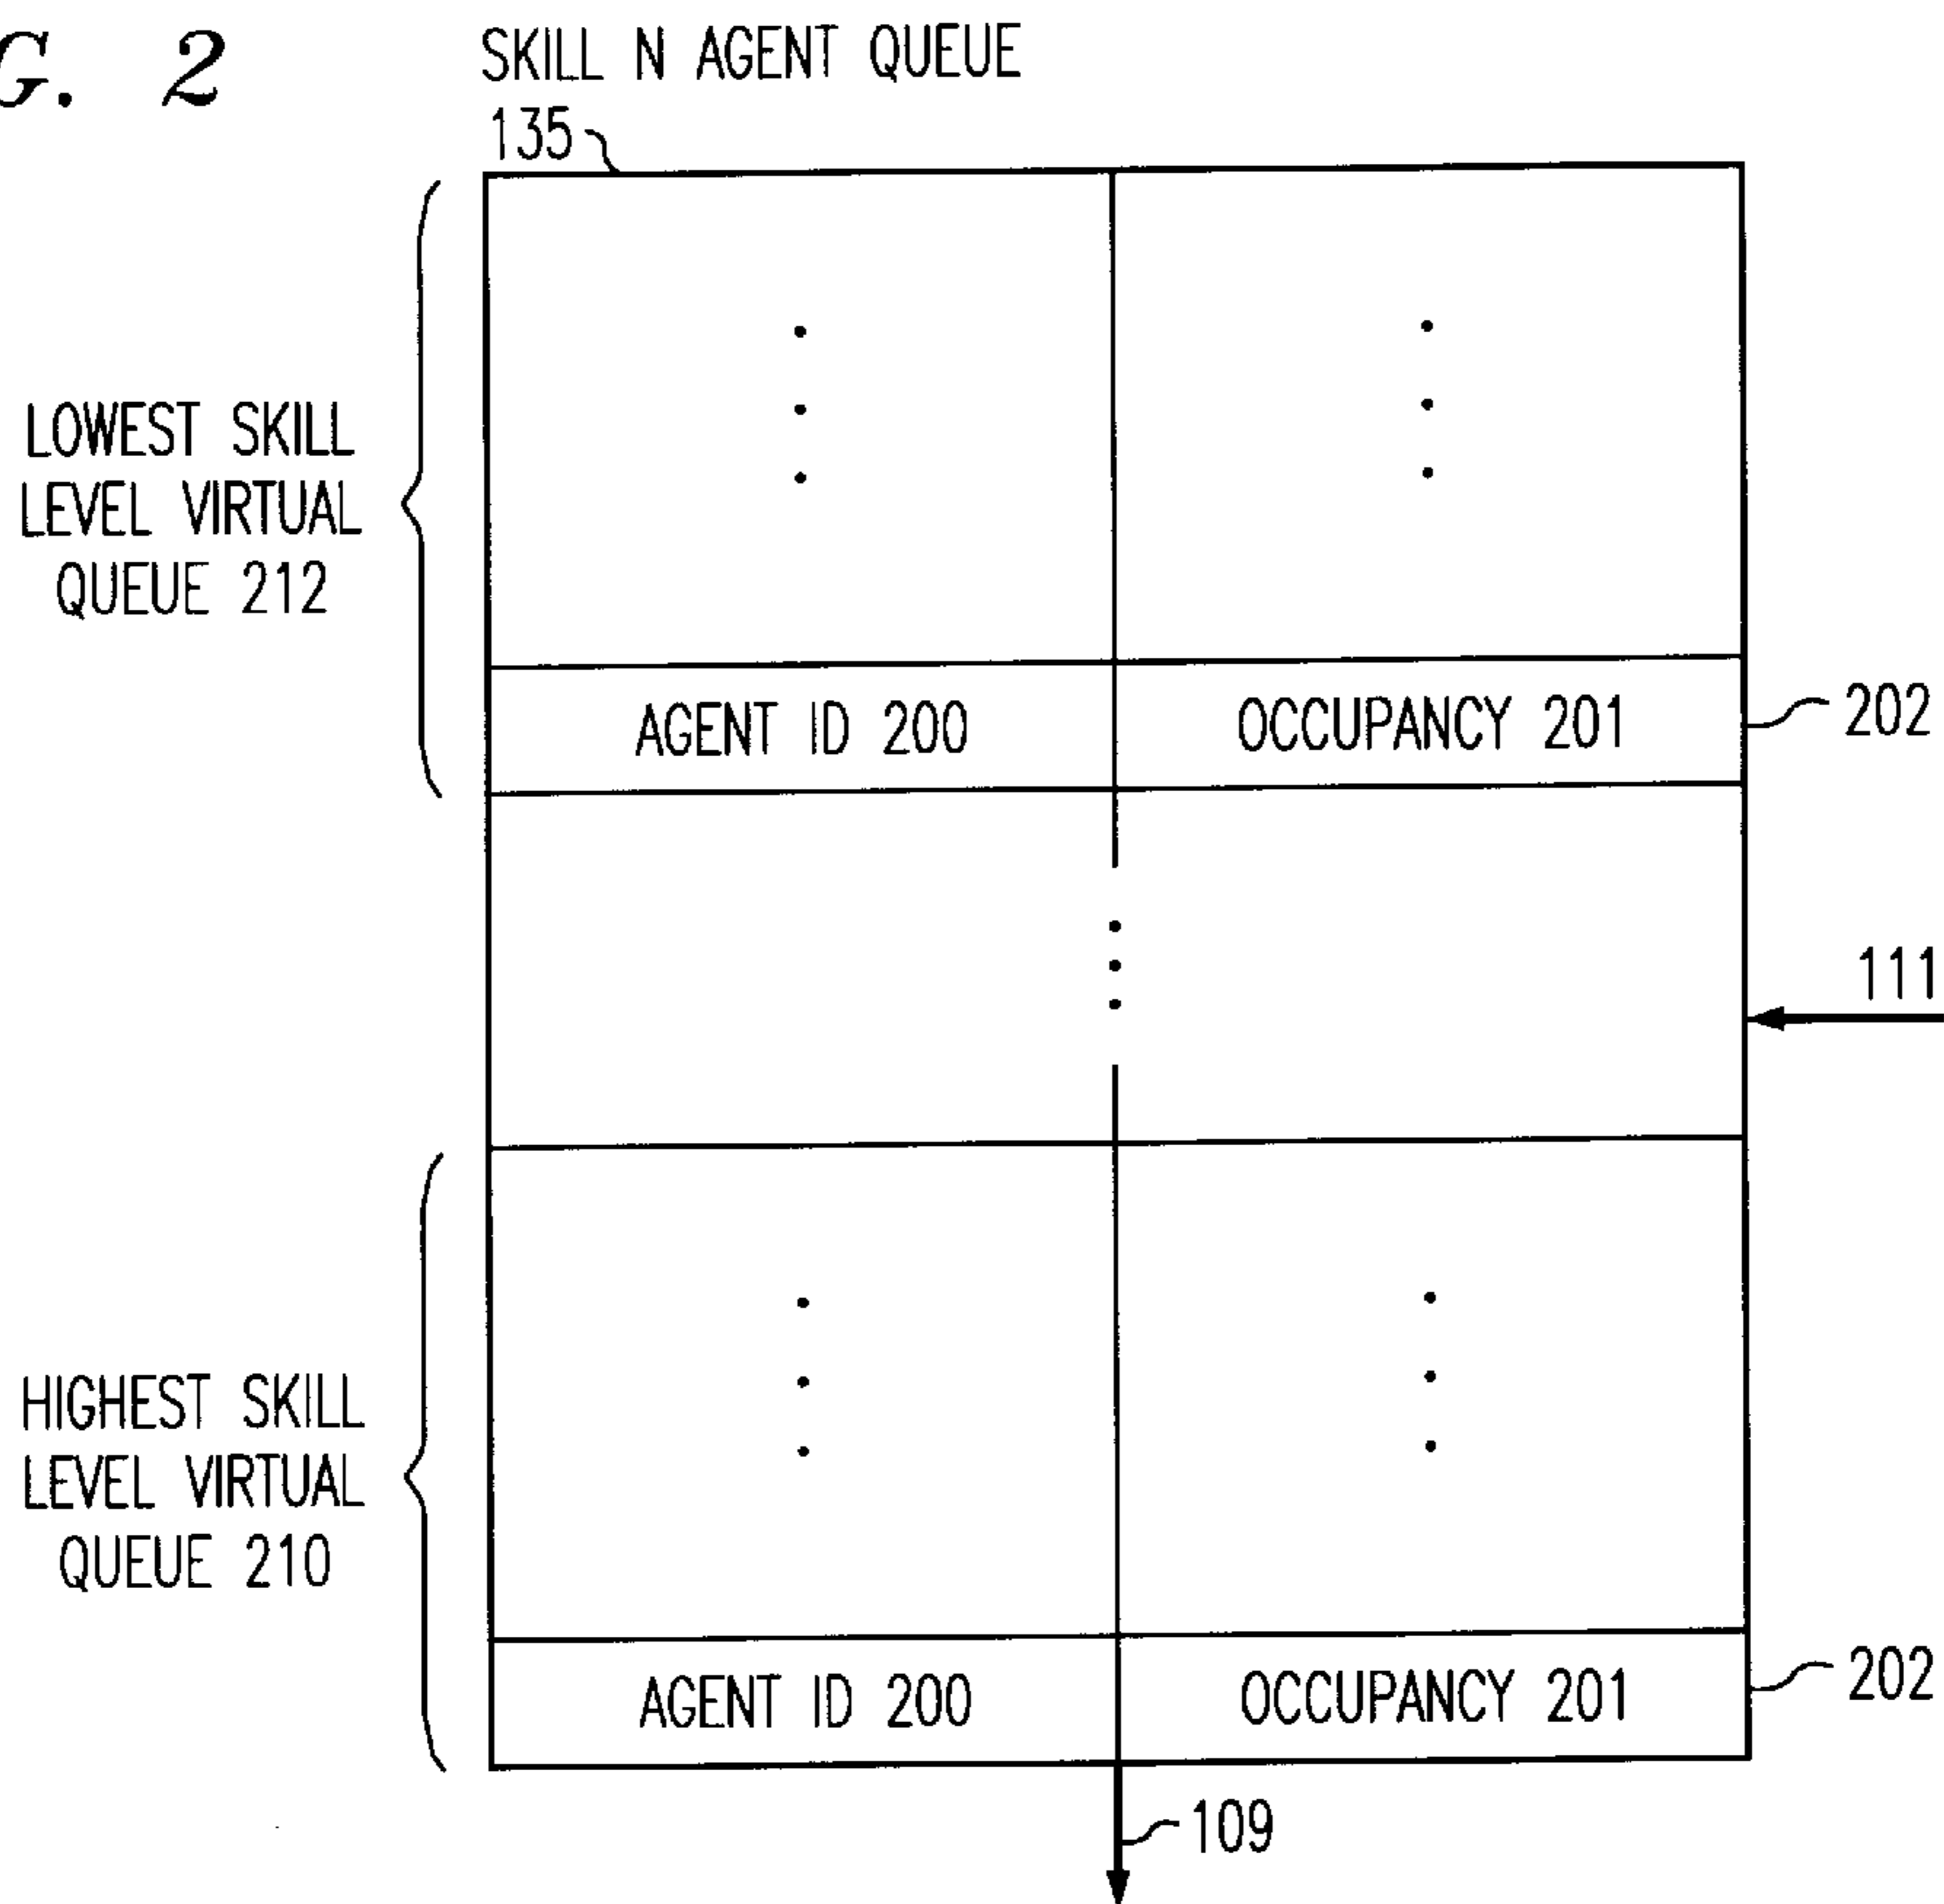 G. 2
SKILL N AGENT QUEUE
135
LOWEST SKILL
LEVEL VIRTUAL
QUEUE 212
AGENT ID 200 OCCUPANCY 201 202
111
HIGHEST SKILL
LEVEL VIRTUAL
QUEUE 210
AGENT ID 200 OCCUPANCY 201 202
109